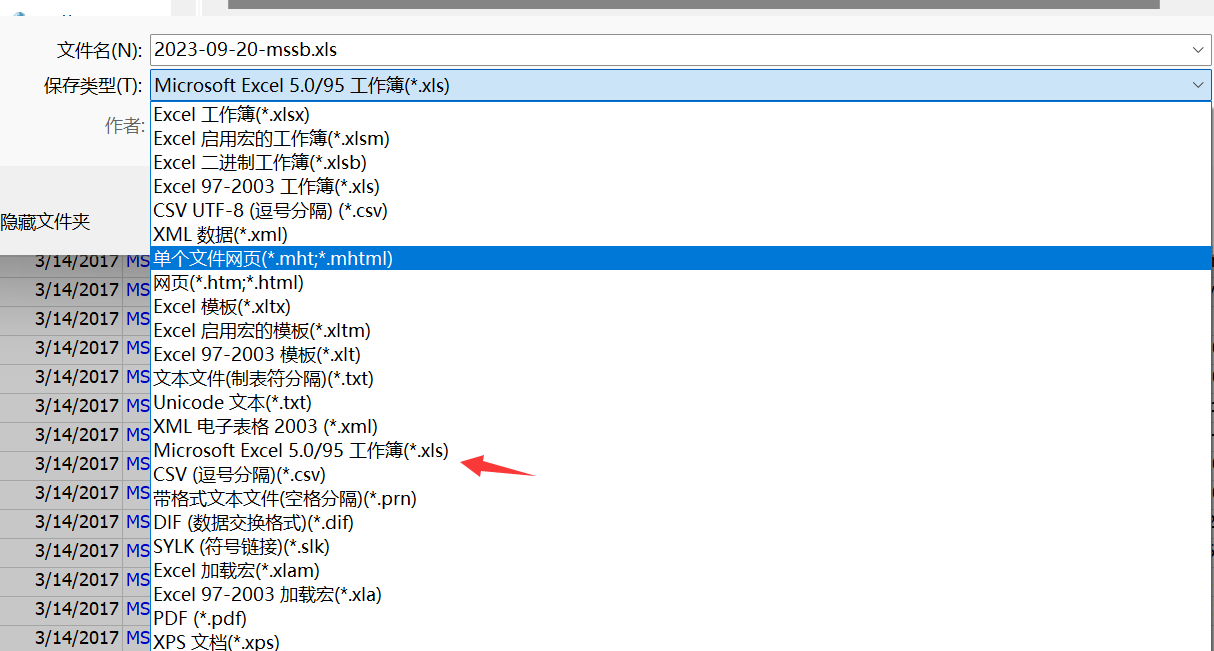 文件名(N): 2023-09-20-mssb.xls
保存类型(T): Microsoft Excel 5.0/95 工作簿(*.xls)
作者:
Excel 工作簿(*.xlsx)
Excel 启用宏的工作簿(*.xlsm)
Excel 二进制工作簿(*.xlsb)
Excel 97-2003 工作簿(*.xls)
CSV UTF-8 (逗号分隔) (*.csv)
XML 数据(*.xml)
单个文件网页(*.mht;*.mhtml)
网页(*.htm;*.html)
Excel 模板(*.xltx)
Excel 启用宏的模板(*.xltm)
Excel 97-2003 模板(*.xlt)
文本文件(制表符分隔)(*.txt)
Unicode 文本(*.txt)
XML 电子表格 2003 (*.xml)
Microsoft Excel 5.0/95 工作簿(*.xls)
CSV (逗号分隔)(*.csv)
带格式文本文件(空格分隔)(*.prn)
DIF (数据交换格式)(*.dif)
SYLK (符号链接)(*.slk)
Excel 加载宏(*.xlam)
Excel 97-2003 加载宏(*.xla)
PDF (*.pdf)
XPS 文档(*.xps)
隐藏文件夹
3/14/2017 MS
3/14/2017 MS
3/14/2017 MS
3/14/2017 MS
3/14/2017 MS
3/14/2017 MS
3/14/2017 MS
3/14/2017 MS
3/14/2017 MS
3/14/2017 MS
3/14/2017 MS
3/14/2017 MS
3/14/2017 MS
3/14/2017 MS